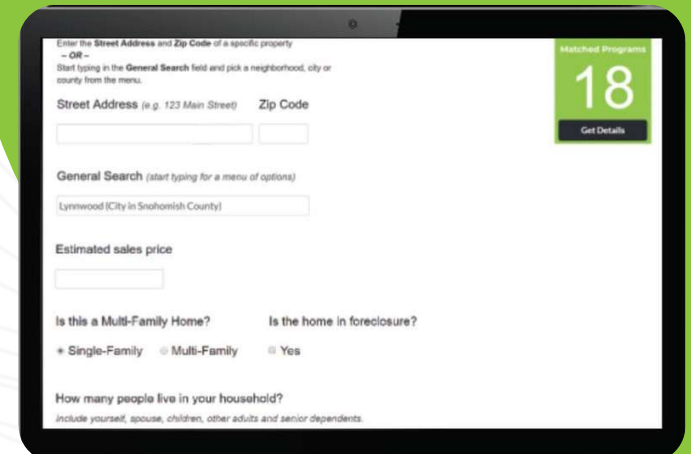 Enter the Street Address and Zip Code of a specific property
– OR –
Start typing in the General Search field and pick a neighborhood, city or
county from the menu.
Matched Programs
18
Get Details
Street Address (e.g. 123 Main Street) Zip Code
General Search (start typing for a menu of options)
Lynnwood (City in Snohomish County)
Estimated sales price
Is this a Multi-Family Home? Is the home in foreclosure?
Single-Family Multi-Family Yes
How many people live in your household?
Include yourself, spouse, children, other adults and senior dependents.